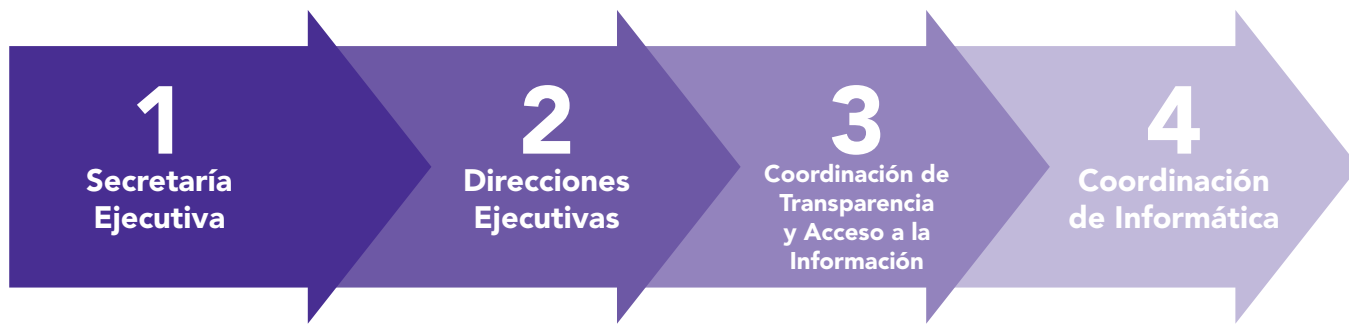 1
Secretaría
Ejecutiva
2
Direcciones
Ejecutivas
3
Coordinación de
Transparencia
y Acceso a la
Información
4
Coordinación
de Informática